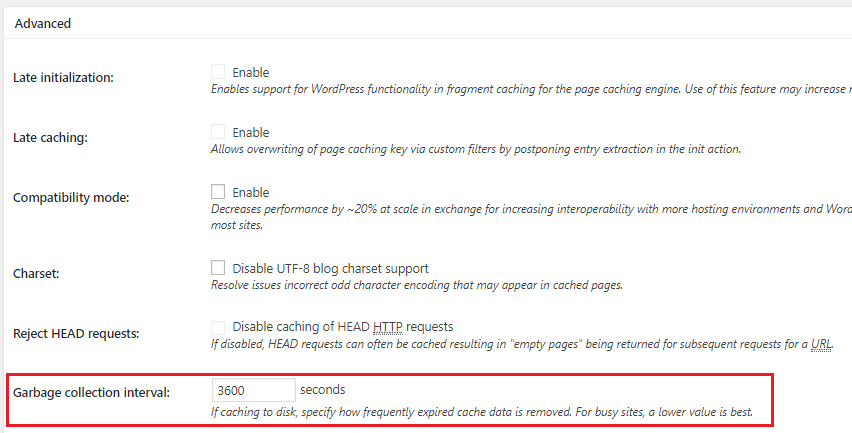 Advanced
Late initialization:
Enable
Enables support for WordPress functionality in fragment caching for the page caching engine. Use of this feature may increase
Late caching:
Enable
Allows overwriting of page caching key via custom filters by postponing entry extraction in the init action.
Compatibility mode:
Enable
Decreases performance by ~20% at scale in exchange for increasing interoperability with more hosting environments and
most sites.
Charset:
Disable UTF-8 blog charset support
Resolve issues incorrect odd character encoding that may appear in cached pages.
Reject HEAD requests:
Disable caching of HEAD HTTP requests
If disabled, HEAD requests can often be cached resulting in "empty pages" being returned for subsequent requests for a URL.
Garbage collection interval:
3600 seconds
If caching to disk, specify how frequently expired cache data is removed. For busy sites, a lower value is best.